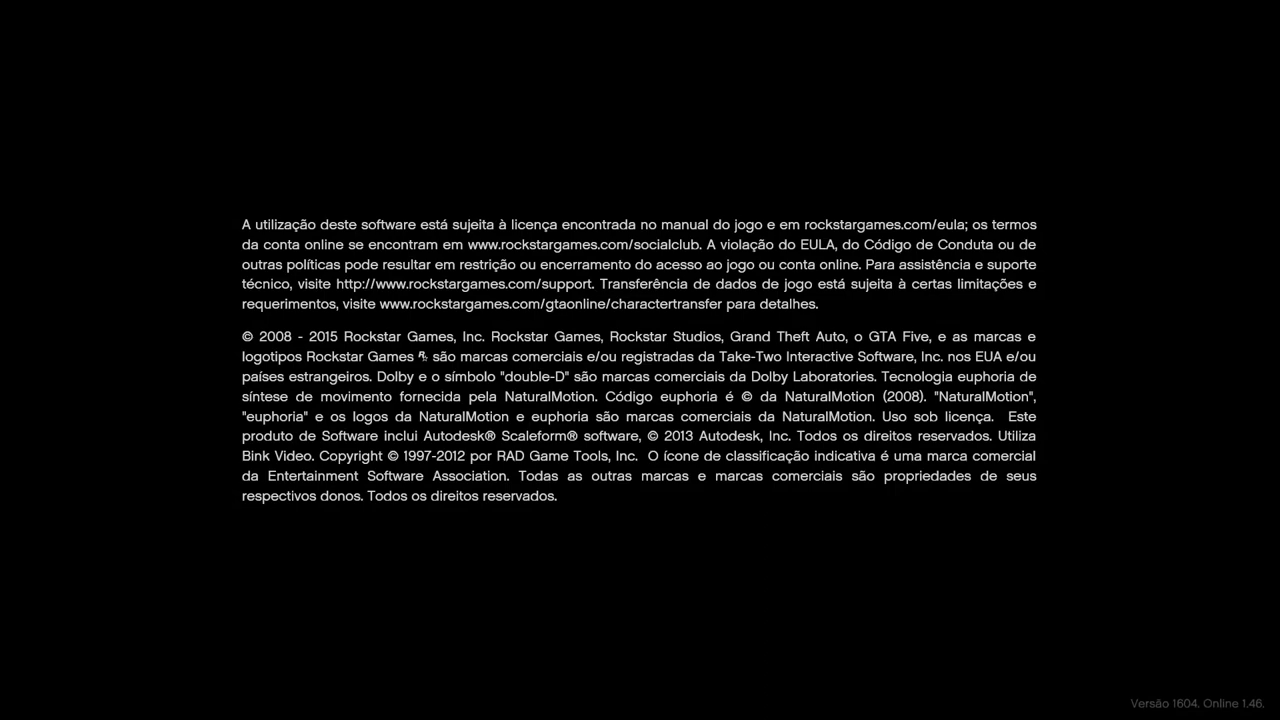 A utilização deste software está sujeita à licença encontrada no manual do jogo e em rockstargames.com/eula; os termos
da conta online se encontram em www.rockstargames.com/socialclub. A violação do EULA, do Código de Conduta ou de
outras políticas pode resultar em restrição ou encerramento do acesso ao jogo ou conta online. Para assistência e suporte
técnico, visite http://www.rockstargames.com/support. Transferência de dados de jogo está sujeita à certas limitações e
requerimentos, visite www.rockstargames.com/gtaonline/charactertransfer para detalhes.
© 2008 - 2015 Rockstar Games, Inc. Rockstar Games, Rockstar Studios, Grand Theft Auto, o GTA Five, e as marcas e
logotipos Rockstar Games R* são marcas comerciais e/ou registradas da Take-Two Interactive Software, Inc. nos EUA e/ou
países estrangeiros. Dolby e o símbolo "double-D" são marcas comerciais da Dolby Laboratories. Tecnologia euphoria de
síntese de movimento fornecida pela NaturalMotion. Código euphoria é © da NaturalMotion (2008). "NaturalMotion",
"euphoria" e os logos da NaturalMotion e euphoria são marcas comerciais da NaturalMotion. Uso sob licença. Este
produto de Software inclui Autodesk® Scaleform® software, © 2013 Autodesk, Inc. Todos os direitos reservados. Utiliza
Bink Video. Copyright © 1997-2012 por RAD Game Tools, Inc. O ícone de classificação indicativa é uma marca comercial
da Entertainment Software Association. Todas as outras marcas e marcas comerciais são propriedades de seus
respectivos donos. Todos os direitos reservados.
Versão 1604. Online 1.46.